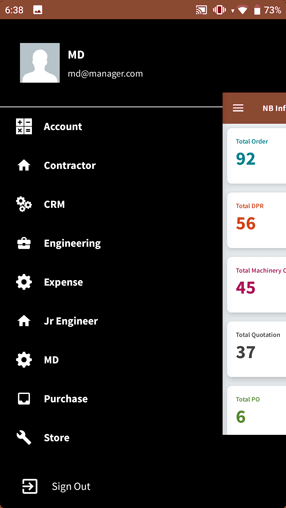 6:38
73%
MD
md@manager.com
Account
Contractor
CRM
Engineering
Expense
Jr Engineer
MD
Purchase
Store
Sign Out
NB Inf
Total Order
92
Total DPR
56
Total Machinery C
45
Total Quotation
37
Total PO
6